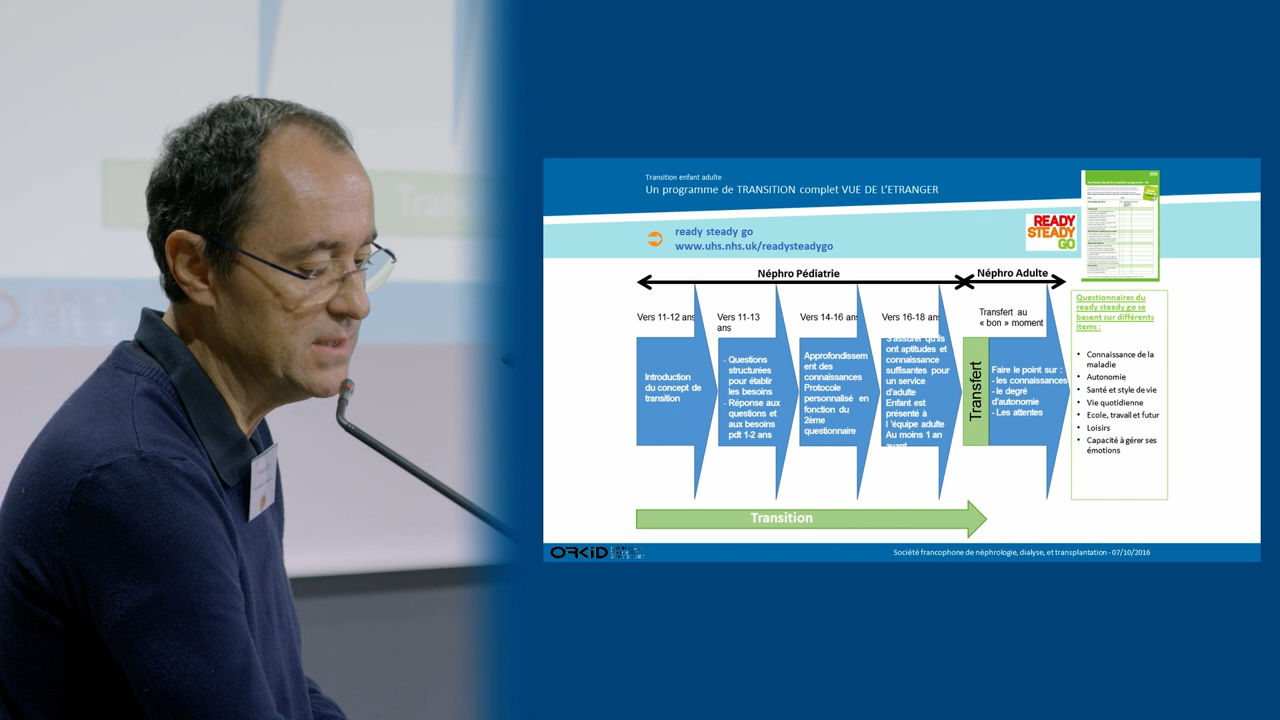 Transition enfant adulte
Un programme de TRANSITION complet VUE DE L'ETRANGER
ready steady go
www.uhs.nhs.uk/readysteadygo
READY
STEADY
GO
Néphro Pédiatrie
Néphro Adulte
Vers 11-12 ans
Vers 11-13
ans
Vers 14-16 ans
Vers 16-18 ans
Transfert au
« bon » moment
Introduction
du concept de
transition
- Questions
structurées
pour établir
les besoins
- Réponse aux
questions et
aux besoins
pdt 1-2 ans
Approfondissem
ent des
connaissances
Protocole
personnalisé en
fonction du
2ème
questionnaire
S'assurer qu'ils
ont aptitudes et
connaissance
suffisantes pour
un service
d'adulte
Enfant est
présenté à
l 'équipe adulte
Au moins 1 an
avant
Transfert
Faire le point sur :
- les connaissances
- le degré
d'autonomie
- Les attentes
Questionnaires du
ready steady go se
basent sur différents
items :
• Connaissance de la
maladie
• Autonomie
• Santé et style de vie
• Vie quotidienne
• Ecole, travail et futur
• Loisirs
• Capacité à gérer ses
émotions
Transition
ORKiD
Société francophone de néphrologie, dialyse, et transplantation - 07/10/2016